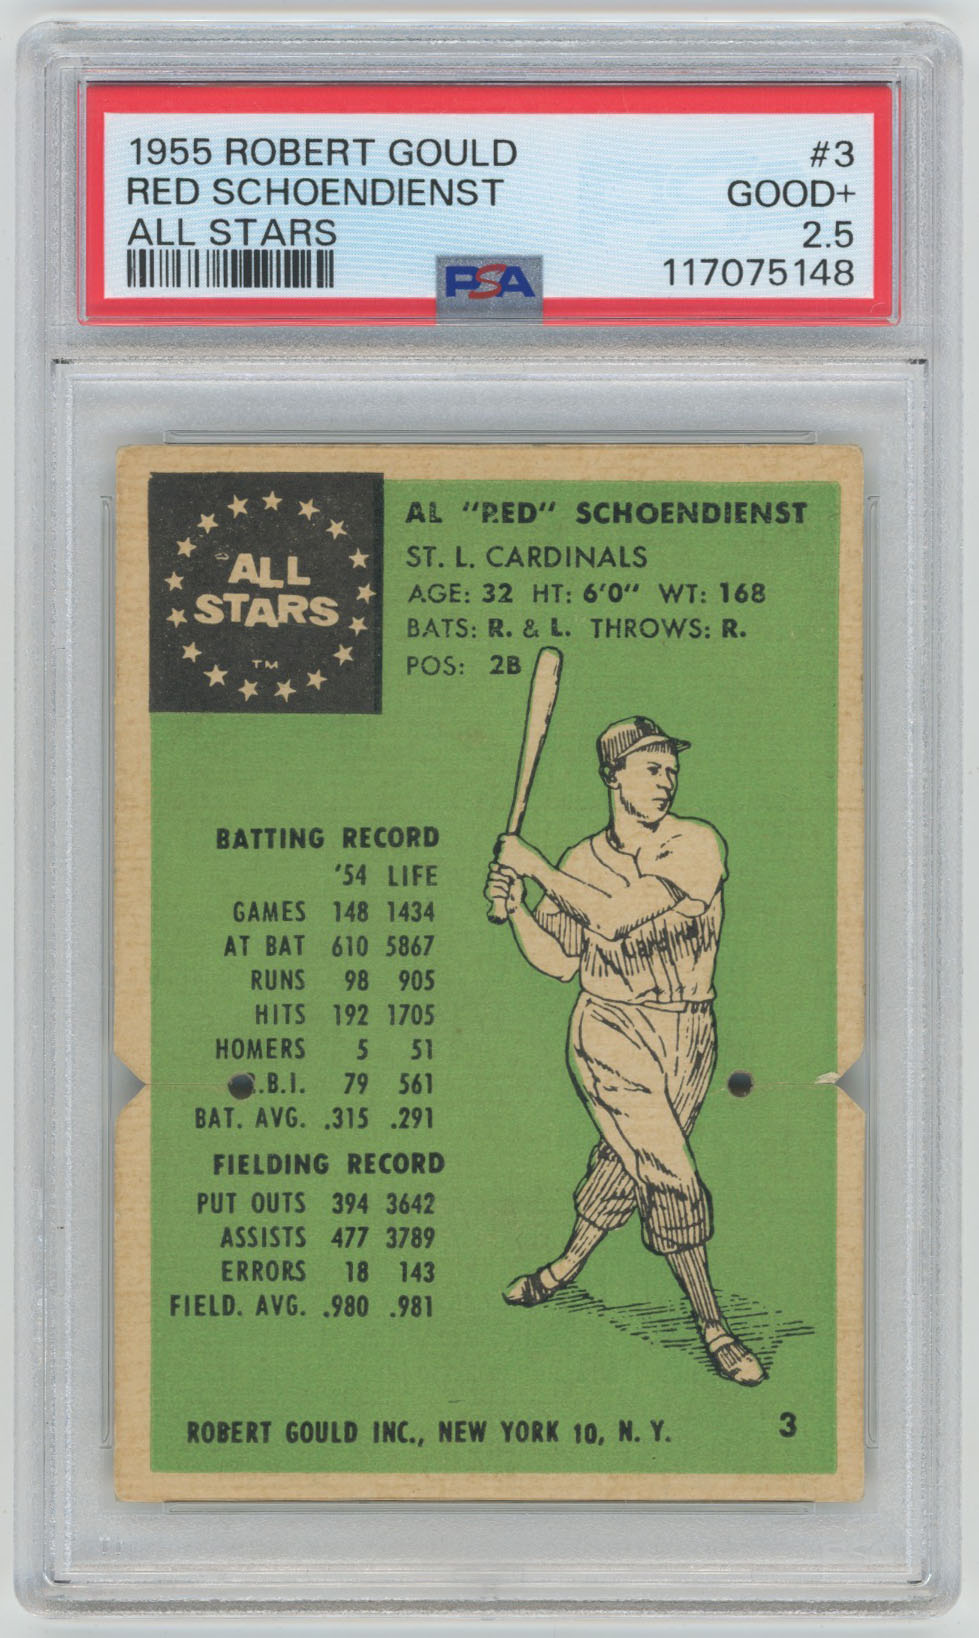 1955 ROBERT GOULD #3
RED SCHOENDIENST GOOD+
ALL STARS 2.5
PSA 117075148
ALL
STARS
TM
AL "RED" SCHOENDIENST
ST. L. CARDINALS
AGE: 32 HT: 6'0" WT: 168
BATS: R. & L. THROWS: R.
POS: 2B
Cardinals
BATTING RECORD
'54 LIFE
GAMES 148 1434
AT BAT 610 5867
RUNS 98 905
HITS 192 1705
HOMERS 5 51
.B.I. 79 561
BAT. AVG. .315 .291
FIELDING RECORD
PUT OUTS 394 3642
ASSISTS 477 3789
ERRORS 18 143
FIELD. AVG. .980 .981
ROBERT GOULD INC., NEW YORK 10, N. Y. 3